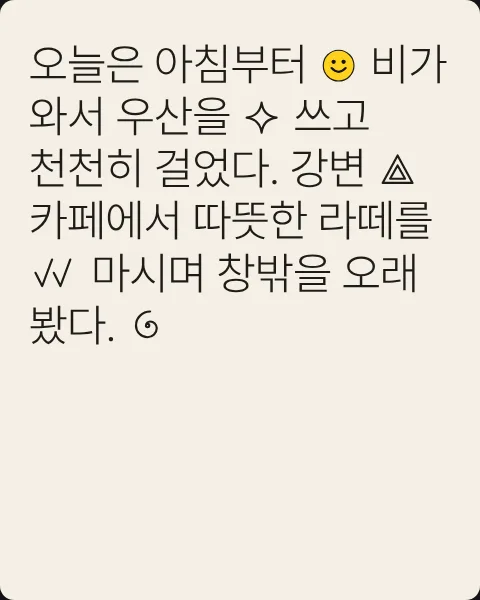 오늘은 아침부터 🙂 비가
와서 우산을 ✧ 쓰고
천천히 걸었다. 강변 ⟁
카페에서 따뜻한 라떼를
√√ 마시며 창밖을 오래
봤다. ꩜